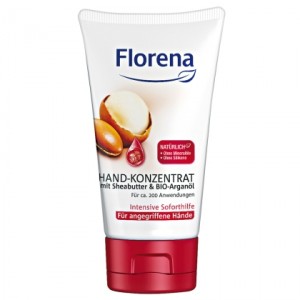 Florena
NATÜRLICH
• Ohne Mineralöle
• Ohne Silikone
HAND-KONZENTRAT
mit Sheabutter & BIO-Arganöl
Für ca. 200 Anwendungen
Intensive Soforthilfe
Für angegriffene Hände